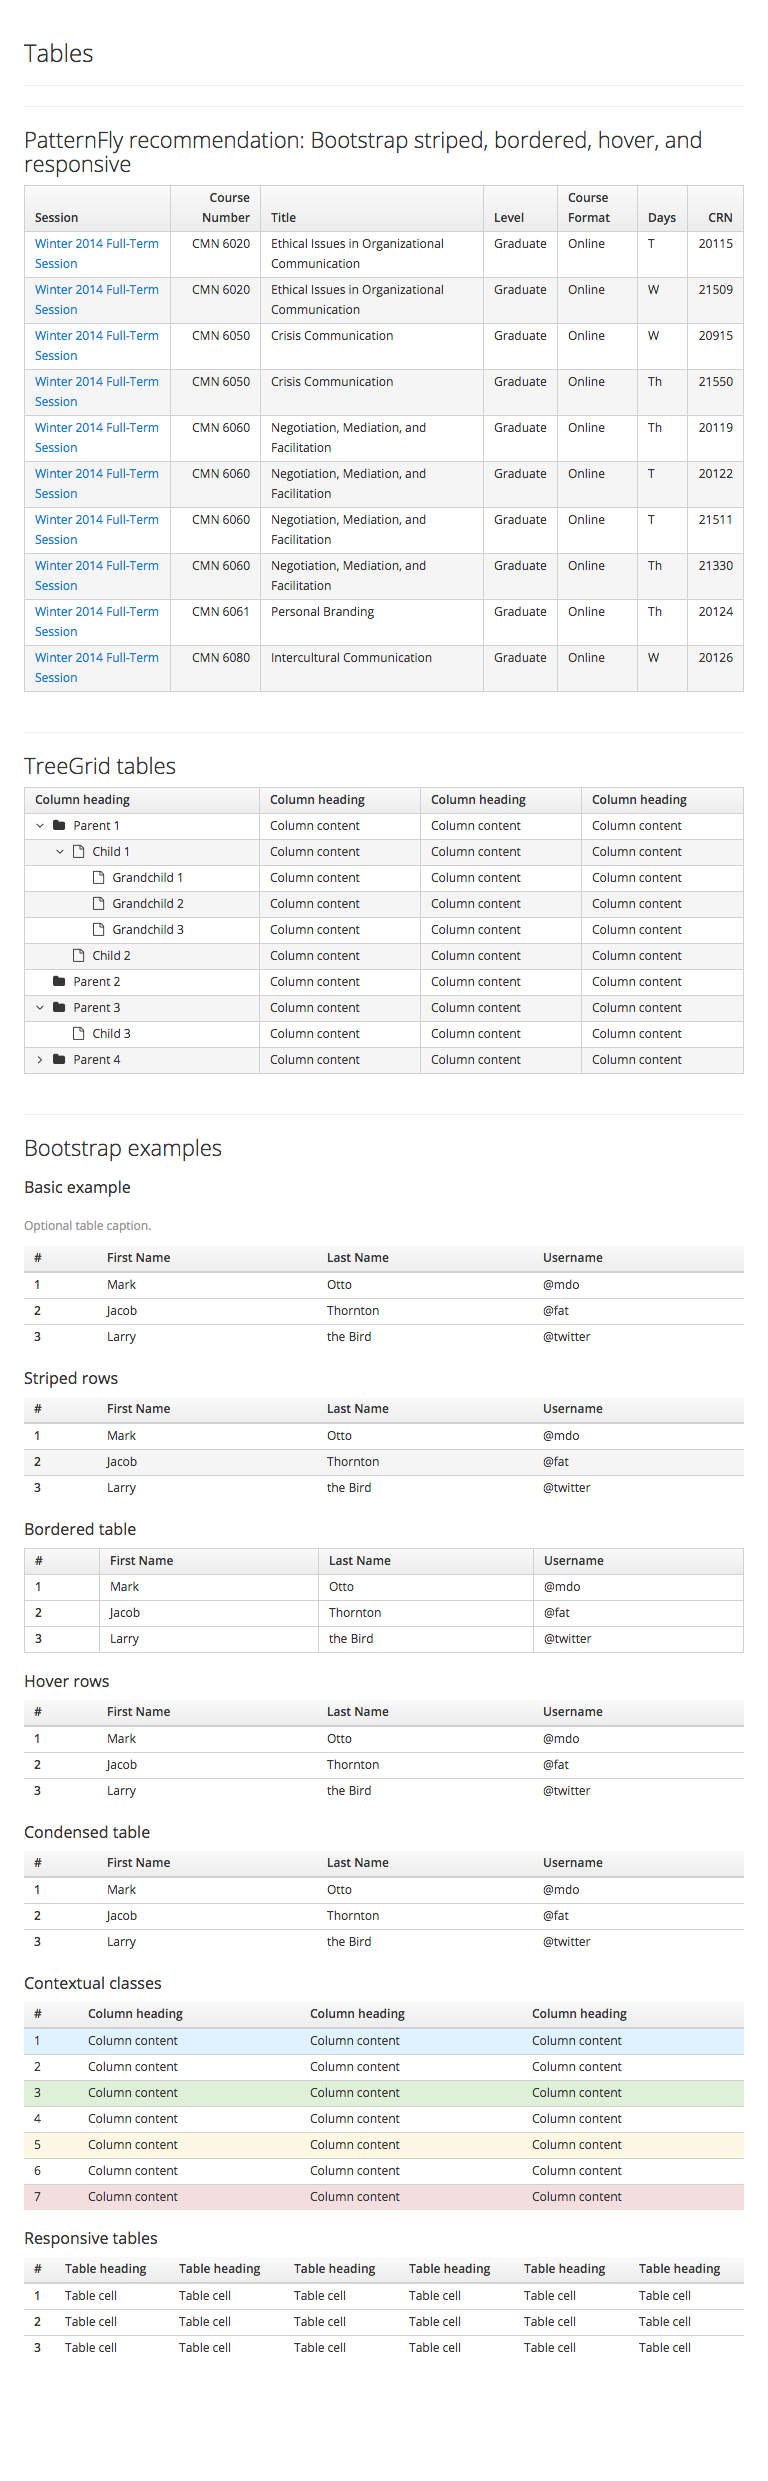 Tables
PatternFly recommendation: Bootstrap striped, bordered, hover, and
responsive
Session Course Number Title Level Course Format Days CRN
Winter 2014 Full-Term Session CMN 6020 Ethical Issues in Organizational Communication Graduate Online T 20115
Winter 2014 Full-Term Session CMN 6020 Ethical Issues in Organizational Communication Graduate Online W 21509
Winter 2014 Full-Term Session CMN 6050 Crisis Communication Graduate Online W 20915
Winter 2014 Full-Term Session CMN 6050 Crisis Communication Graduate Online Th 21550
Winter 2014 Full-Term Session CMN 6060 Negotiation, Mediation, and Facilitation Graduate Online Th 20119
Winter 2014 Full-Term Session CMN 6060 Negotiation, Mediation, and Facilitation Graduate Online T 20122
Winter 2014 Full-Term Session CMN 6060 Negotiation, Mediation, and Facilitation Graduate Online T 21511
Winter 2014 Full-Term Session CMN 6060 Negotiation, Mediation, and Facilitation Graduate Online Th 21330
Winter 2014 Full-Term Session CMN 6061 Personal Branding Graduate Online Th 20124
Winter 2014 Full-Term Session CMN 6080 Intercultural Communication Graduate Online W 20126
TreeGrid tables
Column heading Column heading Column heading Column heading
Parent 1 Column content Column content Column content
Child 1 Column content Column content Column content
Grandchild 1 Column content Column content Column content
Grandchild 2 Column content Column content Column content
Grandchild 3 Column content Column content Column content
Child 2 Column content Column content Column content
Parent 2 Column content Column content Column content
Parent 3 Column content Column content Column content
Child 3 Column content Column content Column content
Parent 4 Column content Column content Column content
Bootstrap examples
Basic example
Optional table caption.
# First Name Last Name Username
1 Mark Otto @mdo
2 Jacob Thornton @fat
3 Larry the Bird @twitter
Striped rows
# First Name Last Name Username
1 Mark Otto @mdo
2 Jacob Thornton @fat
3 Larry the Bird @twitter
Bordered table
# First Name Last Name Username
1 Mark Otto @mdo
2 Jacob Thornton @fat
3 Larry the Bird @twitter
Hover rows
# First Name Last Name Username
1 Mark Otto @mdo
2 Jacob Thornton @fat
3 Larry the Bird @twitter
Condensed table
# First Name Last Name Username
1 Mark Otto @mdo
2 Jacob Thornton @fat
3 Larry the Bird @twitter
Contextual classes
# Column heading Column heading Column heading
1 Column content Column content Column content
2 Column content Column content Column content
3 Column content Column content Column content
4 Column content Column content Column content
5 Column content Column content Column content
6 Column content Column content Column content
7 Column content Column content Column content
Responsive tables
# Table heading Table heading Table heading Table heading Table heading Table heading
1 Table cell Table cell Table cell Table cell Table cell Table cell
2 Table cell Table cell Table cell Table cell Table cell Table cell
3 Table cell Table cell Table cell Table cell Table cell Table cell